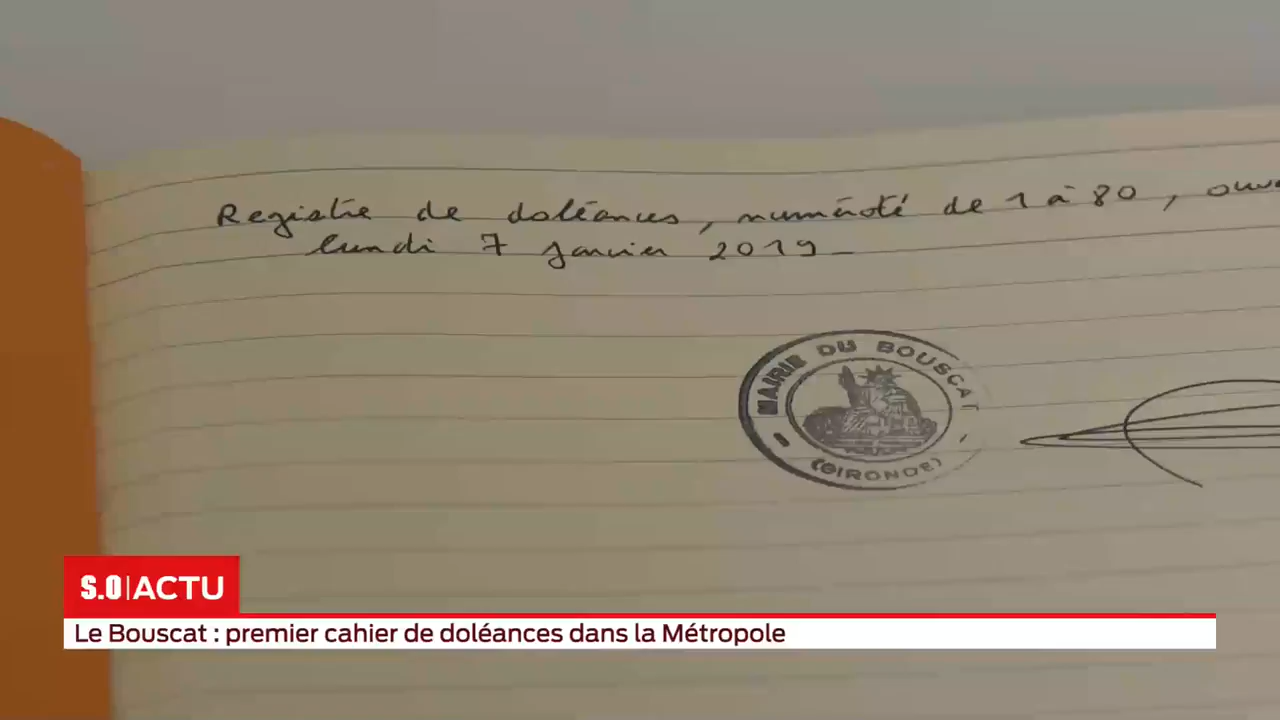 Registre de doléances, numéroté de 1 à 80,
lundi 7 janvier 2019
MAIRIE DU BOUSCAT
(GIRONDE)
S.O|ACTU
Le Bouscat : premier cahier de doléances dans la Métropole